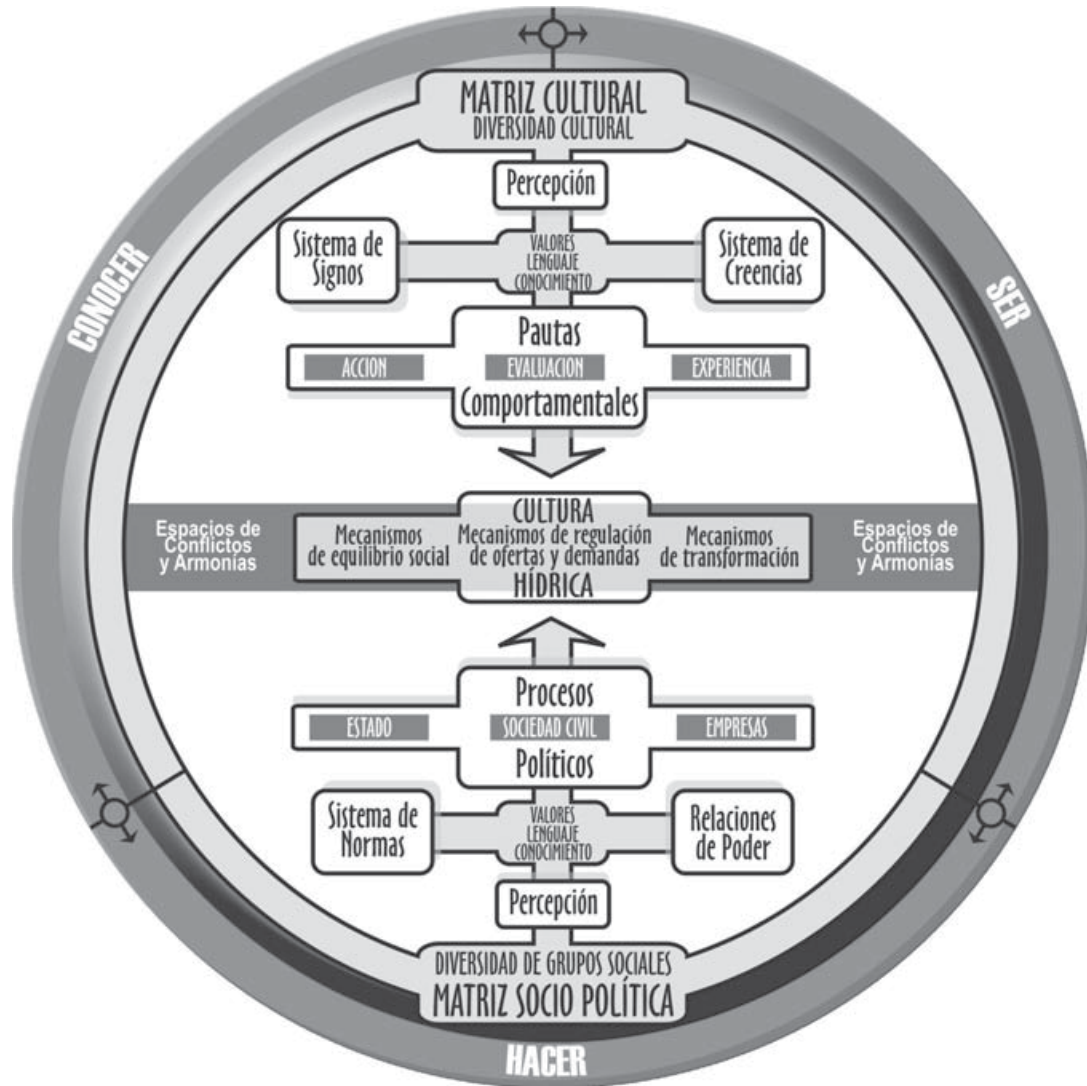 MATRIZ CULTURAL
DIVERSIDAD CULTURAL
Percepción
Sistema de
Signos
VALORES
LENGUAJE
CONOCIMIENTO
Sistema de
Creencias
CONOCER
SER
Pautas
ACCION
EVALUACION
EXPERIENCIA
Comportamentales
Espacios de
Conflictos
y Armonías
Mecanismos
de equilibrio social
CULTURA
Mecanismos de regulación
de ofertas y demandas
HÍDRICA
Mecanismos
de transformación
Espacios de
Conflictos
y Armonías
Procesos
ESTADO
SOCIEDAD CIVIL
EMPRESAS
Políticos
Sistema de
Normas
VALORES
LENGUAJE
CONOCIMIENTO
Relaciones
de Poder
Percepción
DIVERSIDAD DE GRUPOS SOCIALES
MATRIZ SOCIO POLÍTICA
HACER